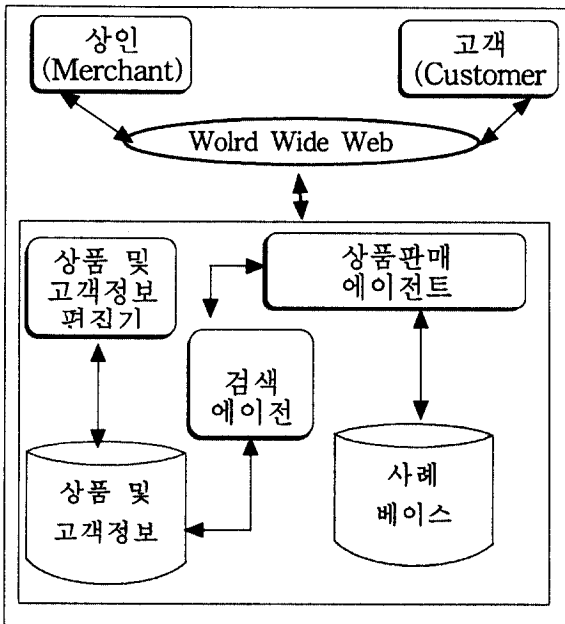 상인
(Merchant)
고객
(Customer
Wolrd Wide Web
상품 및
고객정보
편집기
상품판매
에이전트
검색
에이전
상품 및
고객정보
사례
베이스